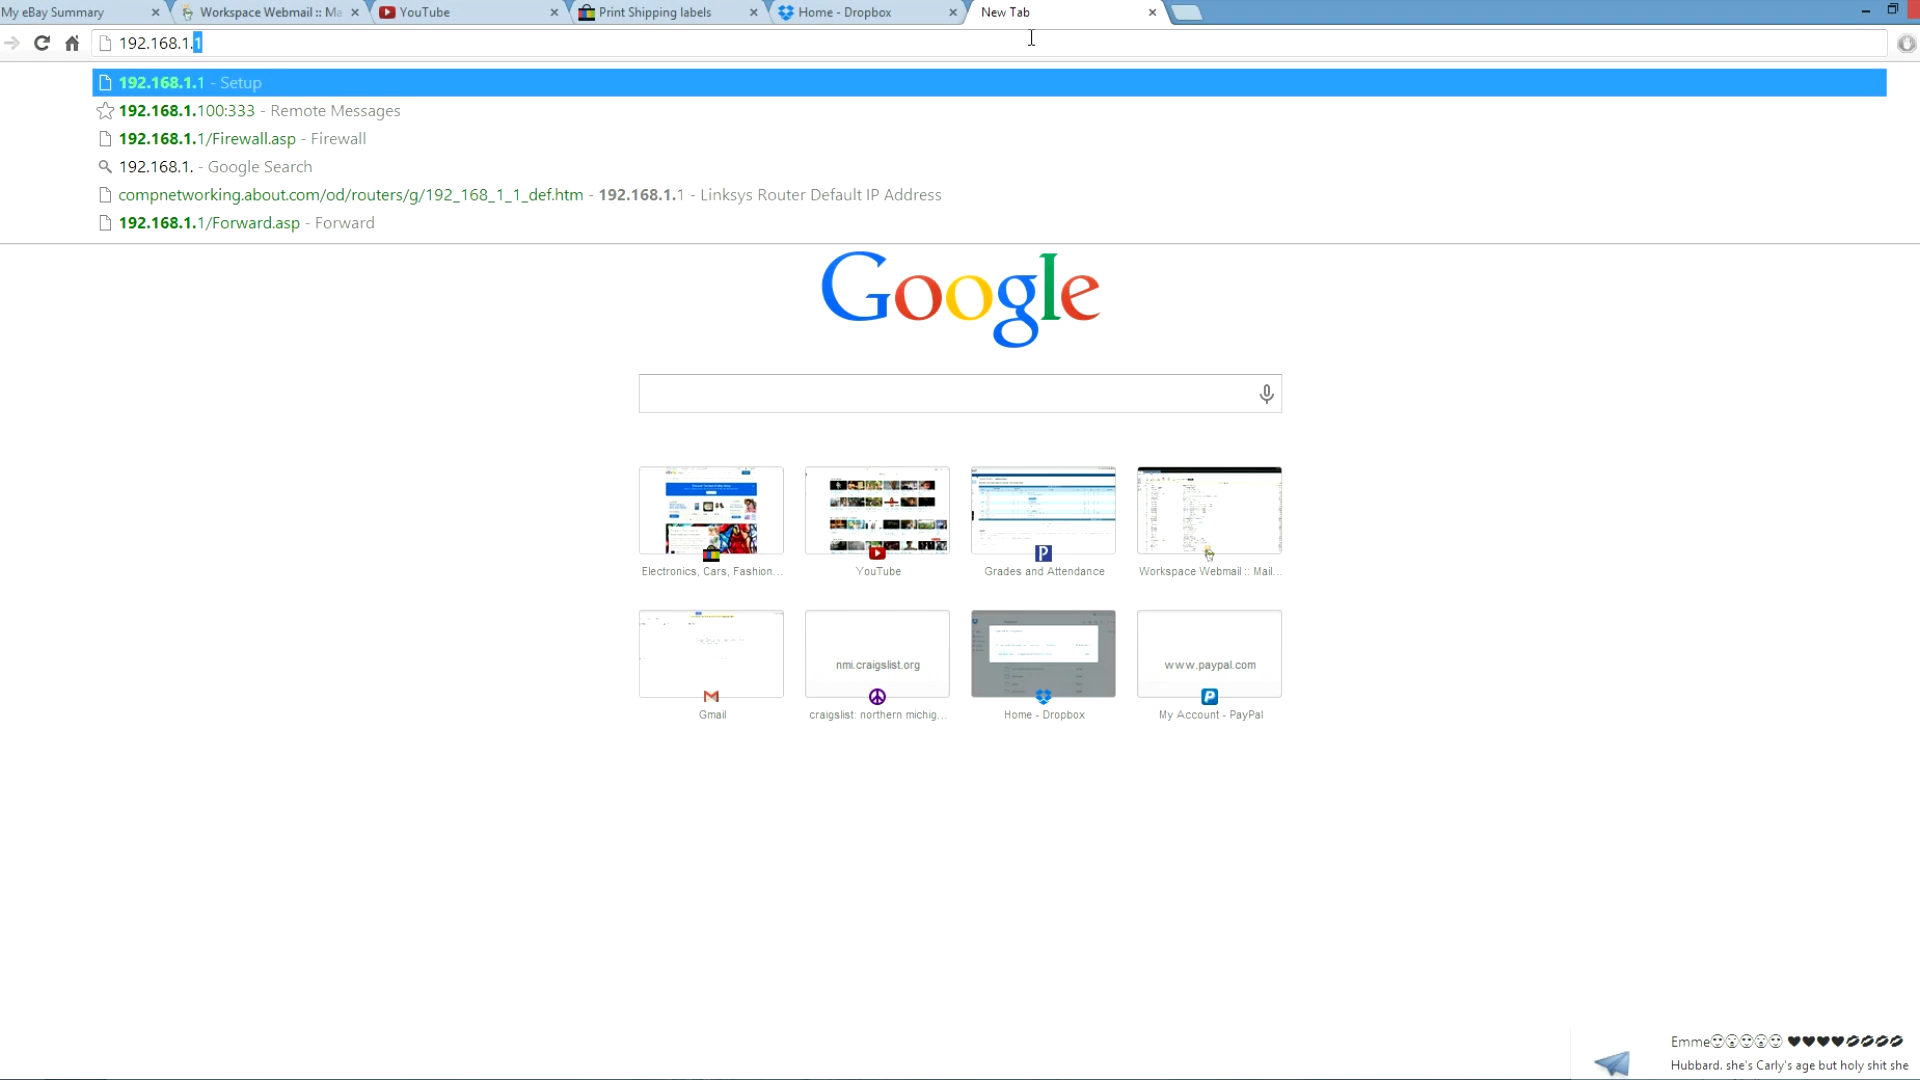 My eBay Summary
Workspace Webmail :: Ma
YouTube
Print Shipping labels
Home - Dropbox
New Tab
192.168.1.1
192.168.1.1 - Setup
192.168.1.100:333 - Remote Messages
192.168.1.1/Firewall.asp - Firewall
192.168.1. - Google Search
compnetworking.about.com/od/routers/g/192_168_1_1_def.htm - 192.168.1.1 - Linksys Router Default IP Address
192.168.1.1/Forward.asp - Forward
Google
Electronics, Cars, Fashion...
YouTube
Grades and Attendance
Workspace Webmail :: Mail...
nmi.craigslist.org
www.paypal.com
Gmail
craigslist: northern michig...
Home - Dropbox
My Account - PayPal
Emme
Hubbard. she's Carly's age but holy shit she